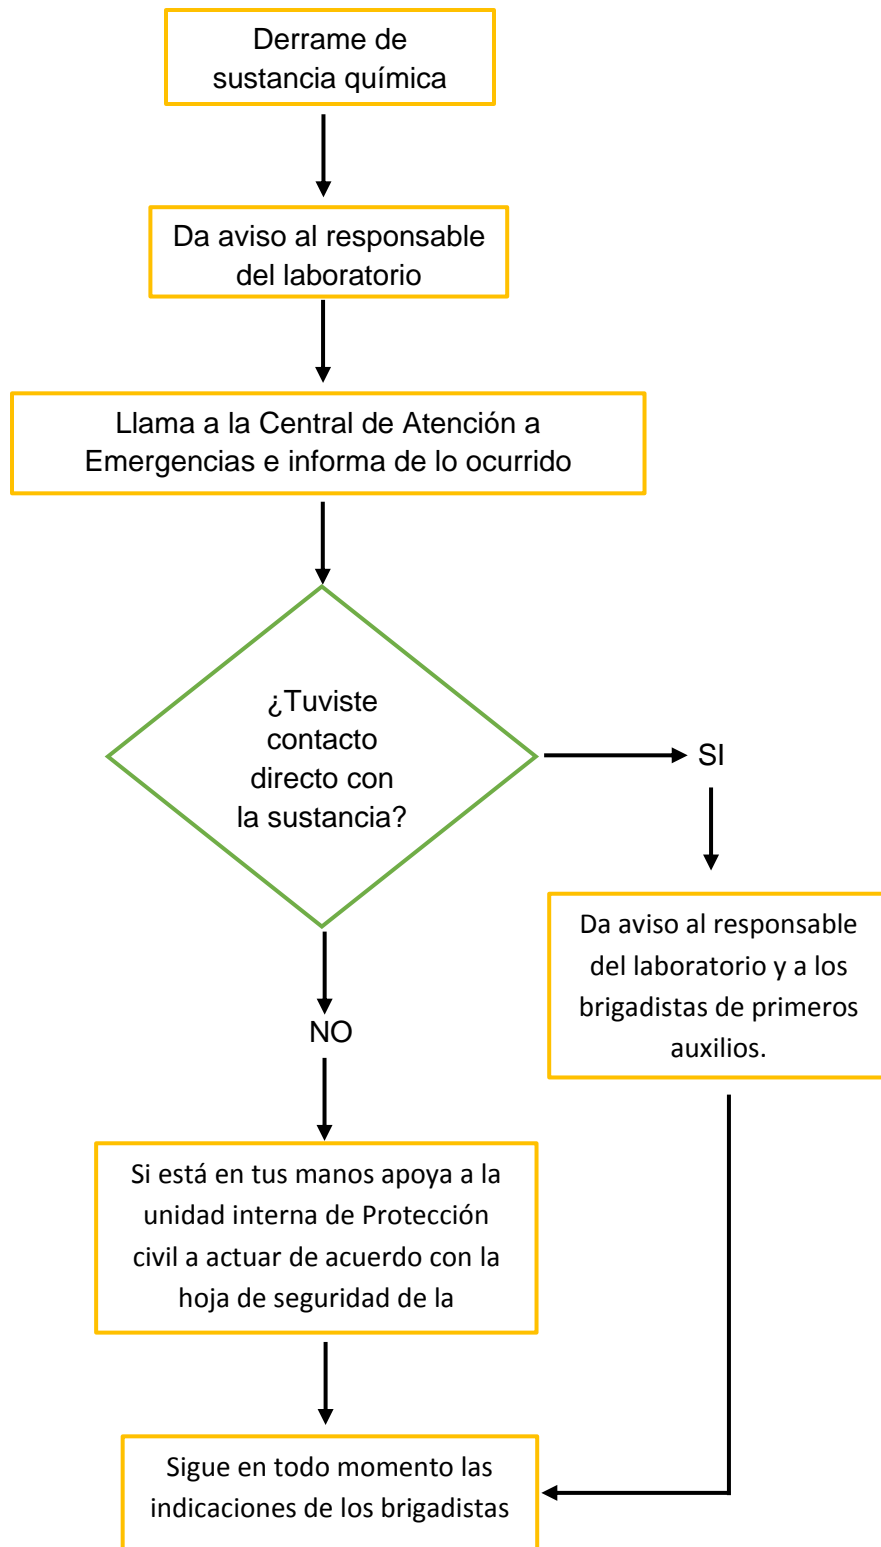 Derrame de
sustancia química
Da aviso al responsable
del laboratorio
Llama a la Central de Atención a
Emergencias e informa de lo ocurrido
¿Tuviste
contacto
directo con
la sustancia?
SI
Da aviso al responsable
del laboratorio y a los
brigadistas de primeros
auxilios.
NO
Si está en tus manos apoya a la
unidad interna de Protección
civil a actuar de acuerdo con la
hoja de seguridad de la
Sigue en todo momento las
indicaciones de los brigadistas